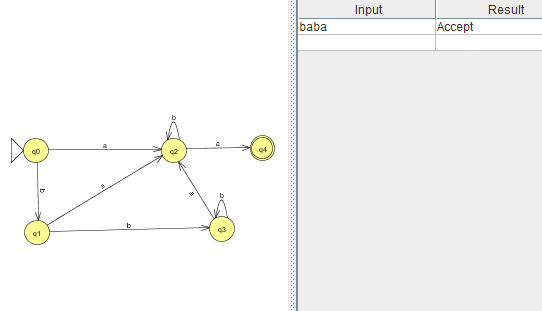 Input Result
baba Accept
b
q0 a q2 a q4
b
a a b
q1 b q3